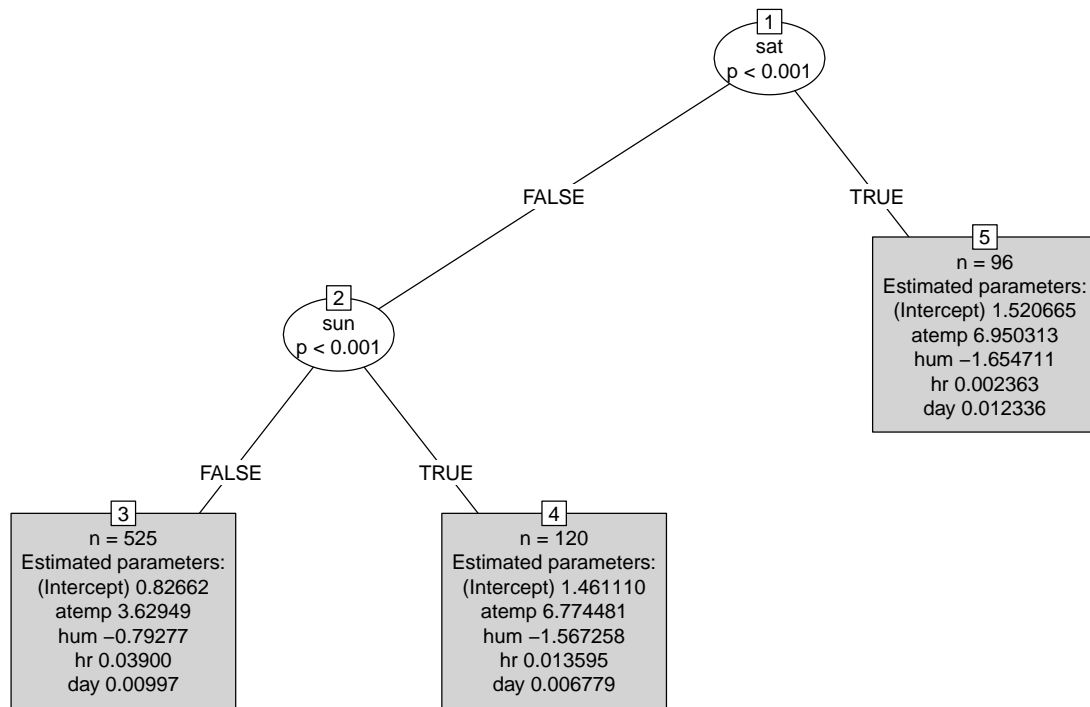 1
sat
p < 0.001
FALSE
TRUE
2
sun
p < 0.001
FALSE
TRUE
3
n = 525
Estimated parameters:
(Intercept) 0.82662
atemp 3.62949
hum −0.79277
hr 0.03900
day 0.00997
4
n = 120
Estimated parameters:
(Intercept) 1.461110
atemp 6.774481
hum −1.567258
hr 0.013595
day 0.006779
5
n = 96
Estimated parameters:
(Intercept) 1.520665
atemp 6.950313
hum −1.654711
hr 0.002363
day 0.012336